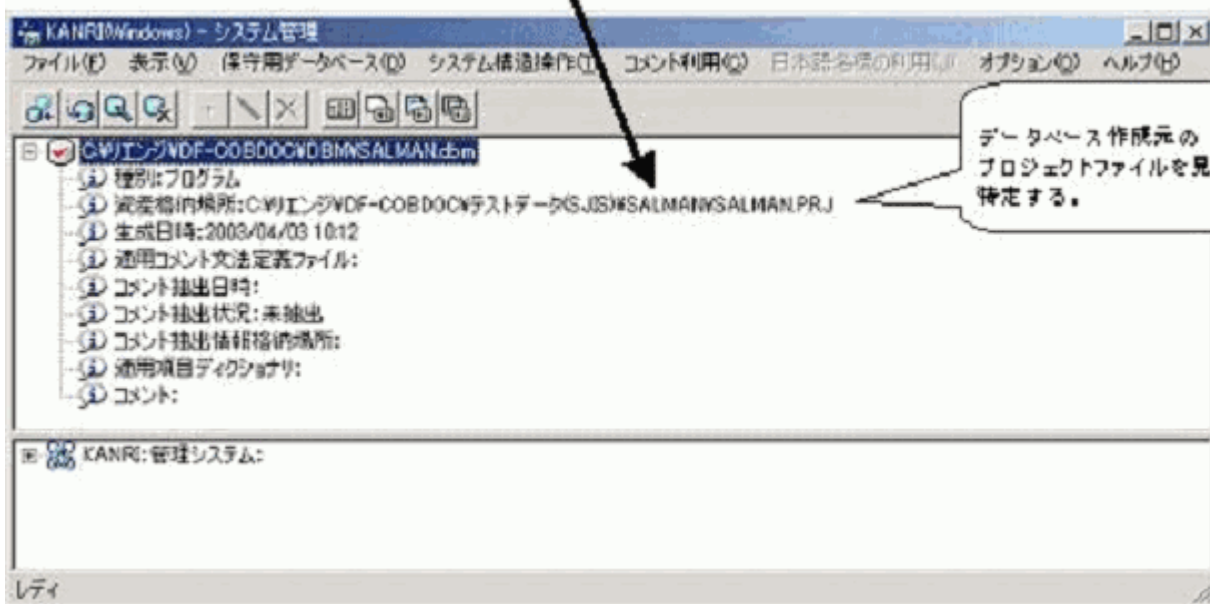 KANRI(Windows) - システム管理
ファイル(F) 表示(V) 保守用データベース(D) システム構造操作(T) コメント利用(C) 日本語名標の利用(J) オプション(O) ヘルプ(H)
C:¥リエンジ¥DF-COBDOC¥DBM¥SALMAN.dbm
種別:プログラム
資産格納場所:C:¥リエンジ¥DF-COBDOC¥テストデータ(SJIS)¥SALMAN¥SALMAN.PRJ
生成日時:2003/04/03 10:12
適用コメント文法定義ファイル:
コメント抽出日時:
コメント抽出状況:未抽出
コメント抽出情報格納場所:
適用項目ディクショナリ:
コメント:
データベース作成元の
プロジェクトファイルを見
特定する。
KANRI:管理システム:
レディ